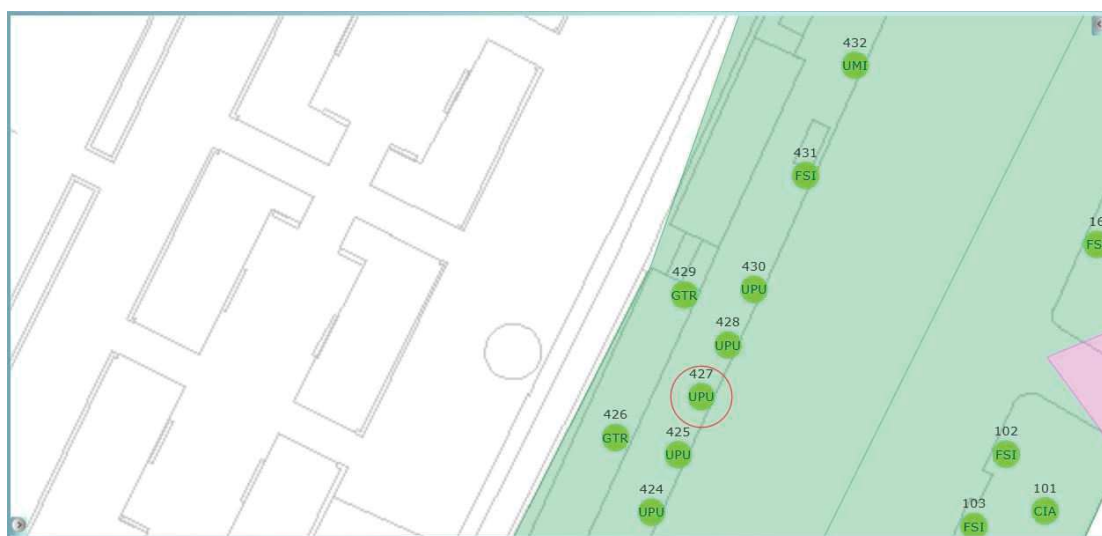 432
UMI
431
FSI
16
FS
429
GTR
430
UPU
428
UPU
427
UPU
426
GTR
425
UPU
102
FSI
424
UPU
101
CIA
103
FSI